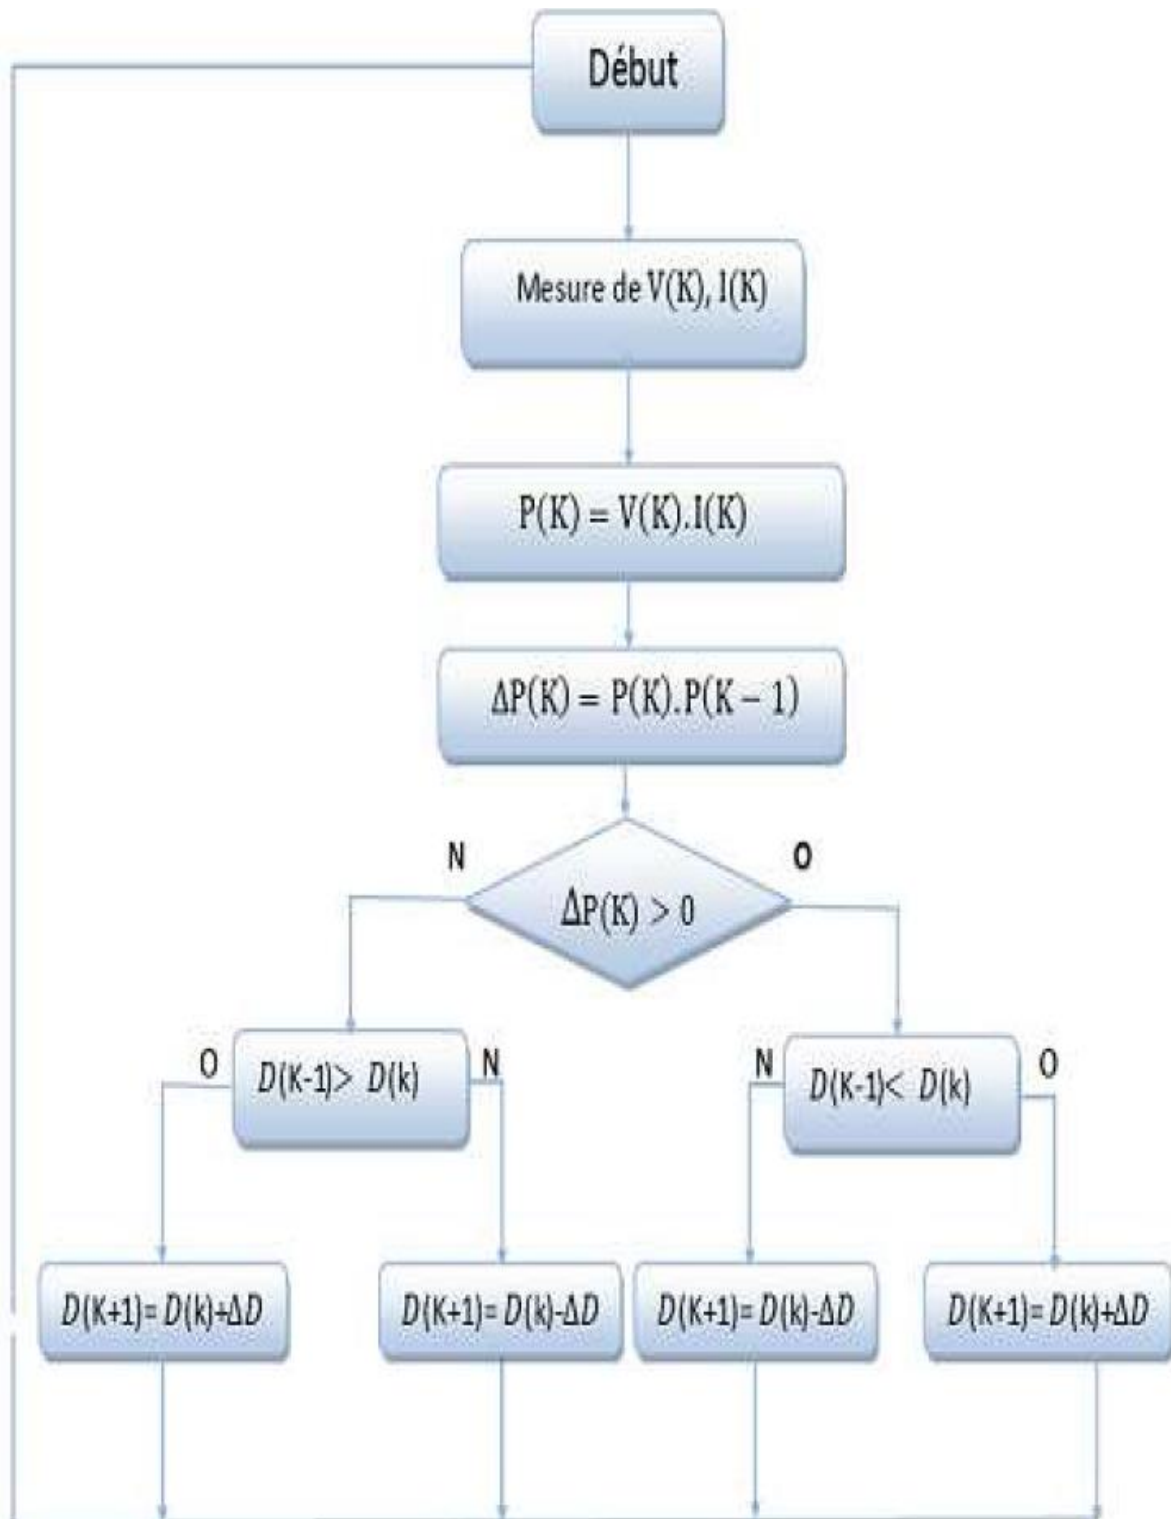 Début
Mesure de V(K), I(K)
P(K) = V(K).I(K)
ΔP(K) = P(K).P(K − 1)
N
O
ΔP(K) > 0
O
D(K-1)> D(k)
N
N
D(K-1)< D(k)
O
D(K+1)= D(k)+ΔD
D(K+1)= D(k)-ΔD
D(K+1)= D(k)-ΔD
D(K+1)= D(k)+ΔD